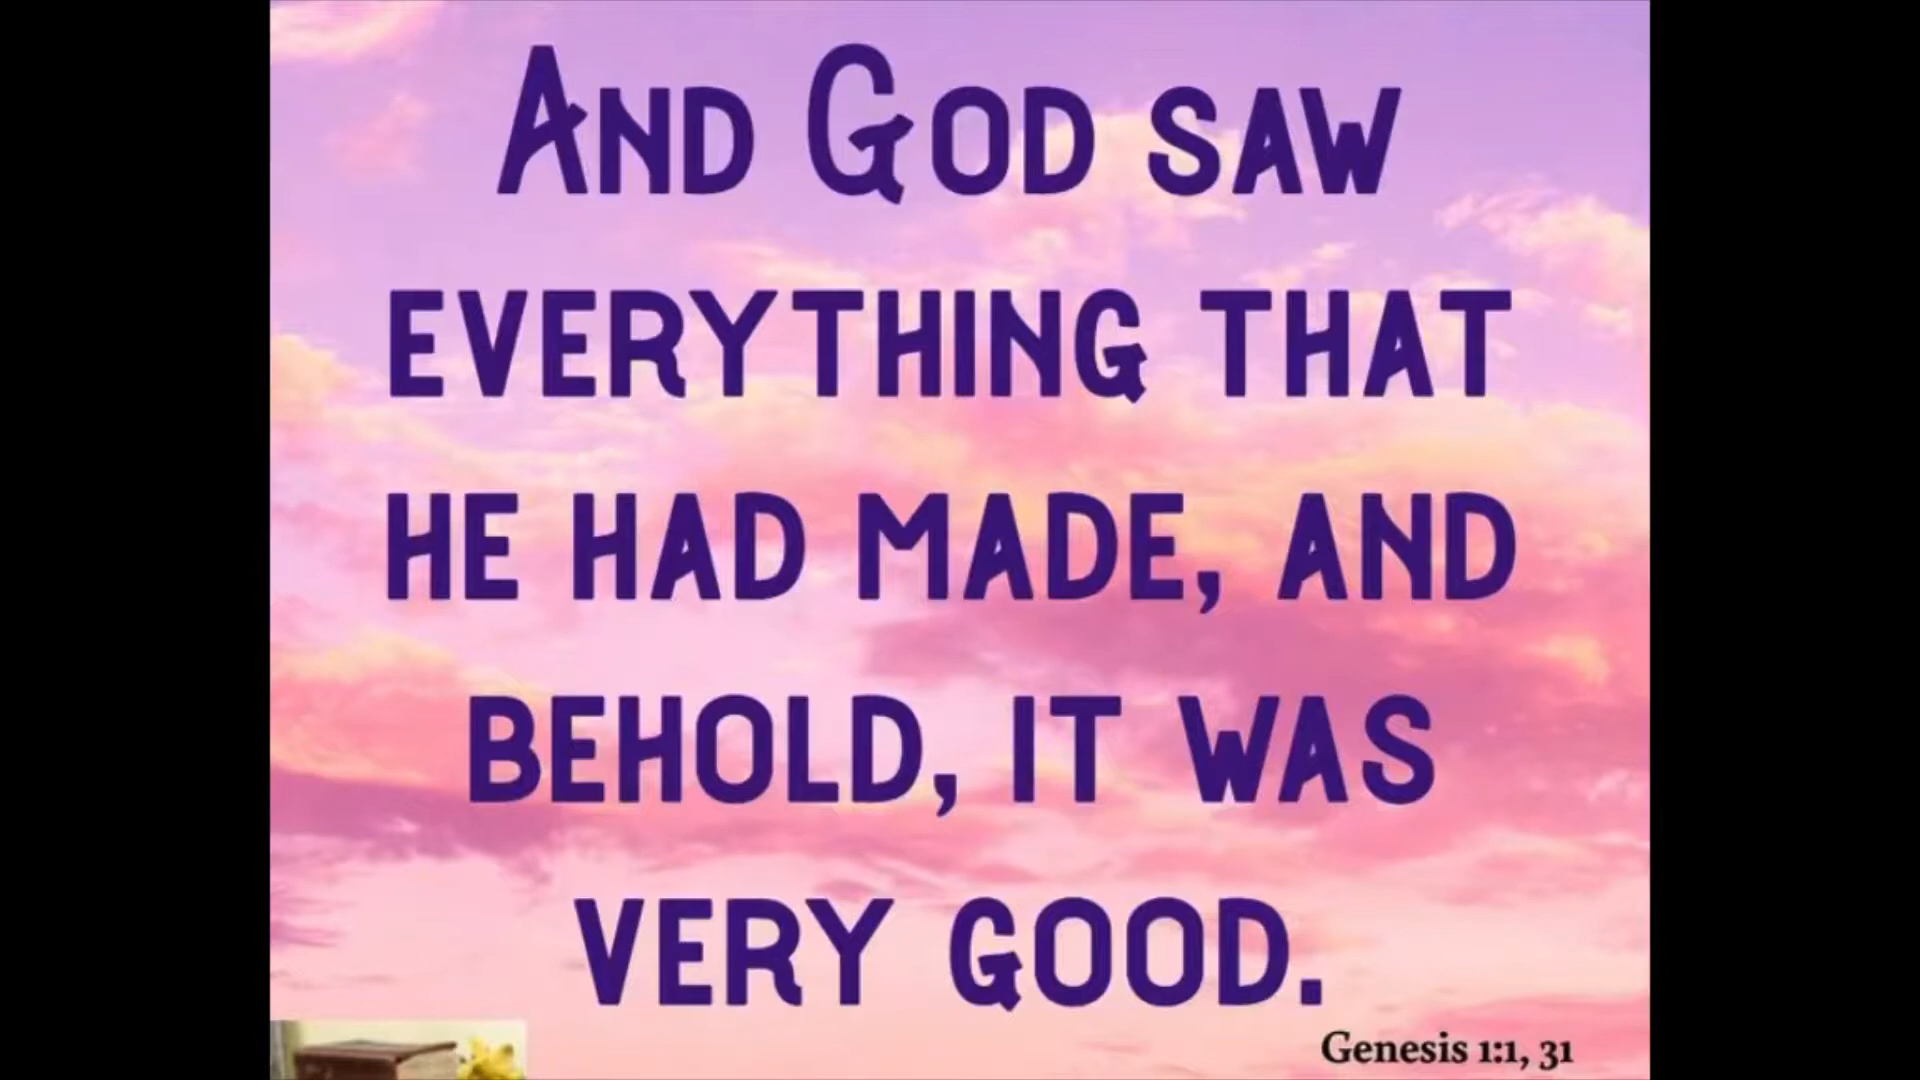 And God saw
everything that
he had made, and
behold, it was
very good.
Genesis 1:1, 31